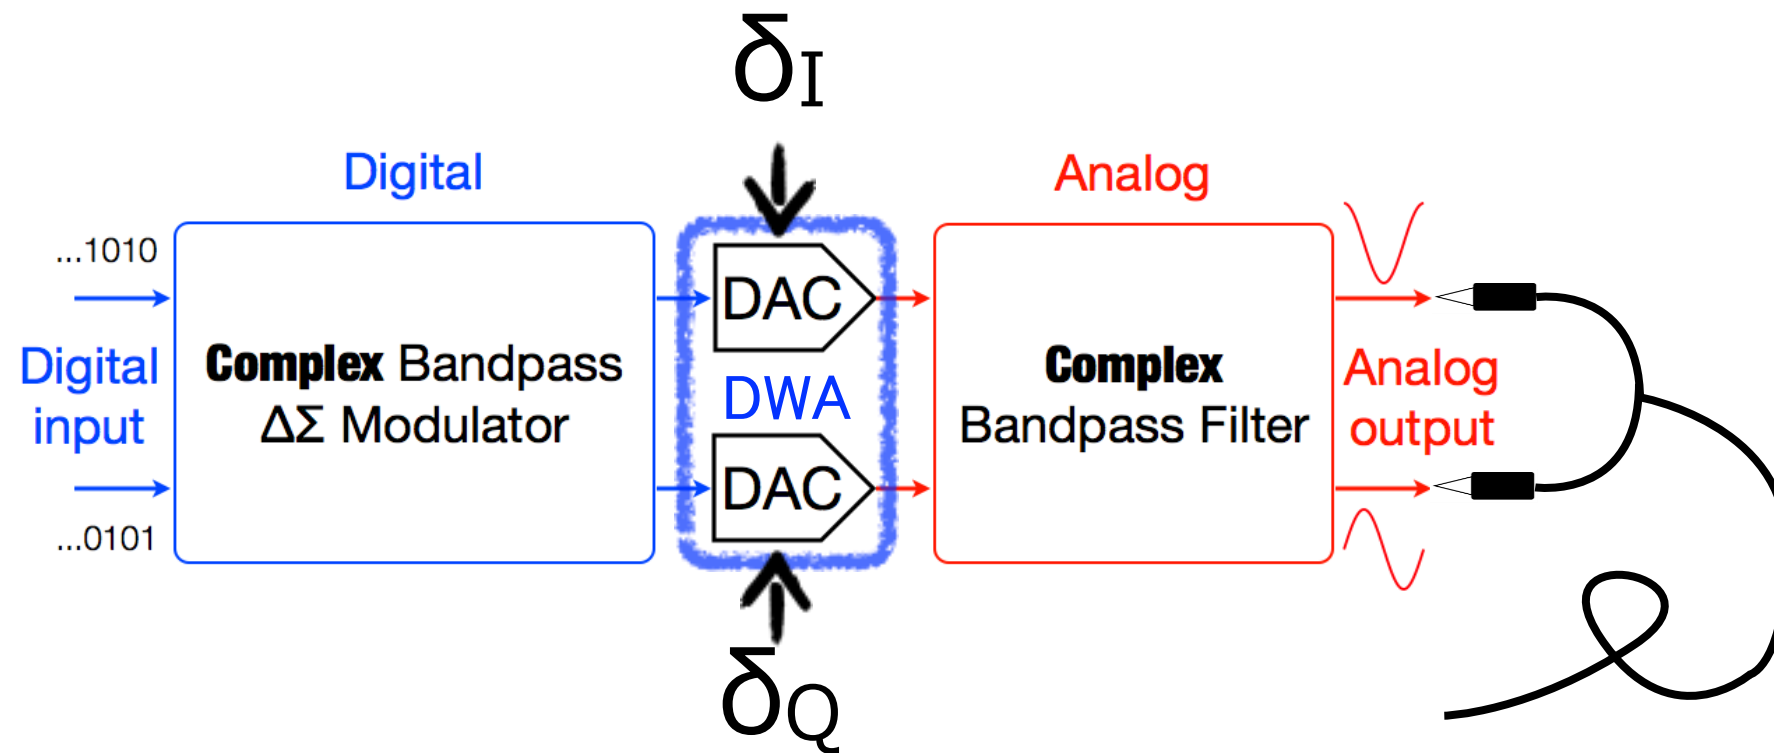 δI
Digital
Analog
...1010
DAC
Digital
input
Complex Bandpass
ΔΣ Modulator
DWA
Complex
Bandpass Filter
Analog
output
DAC
...0101
δQ